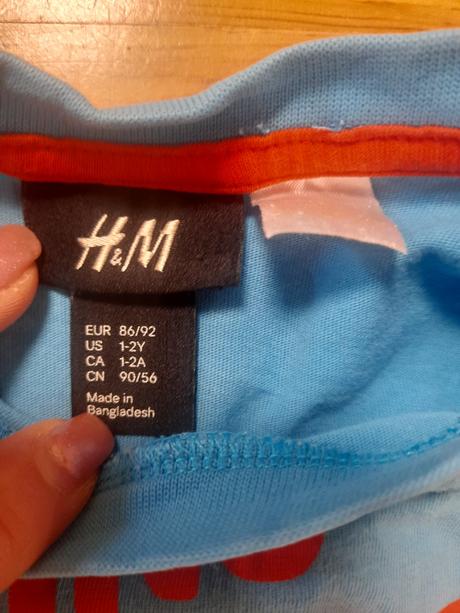 H&M
EUR 86/92
US 1-2Y
CA 1-2A
CN 90/56
Made in
Bangladesh